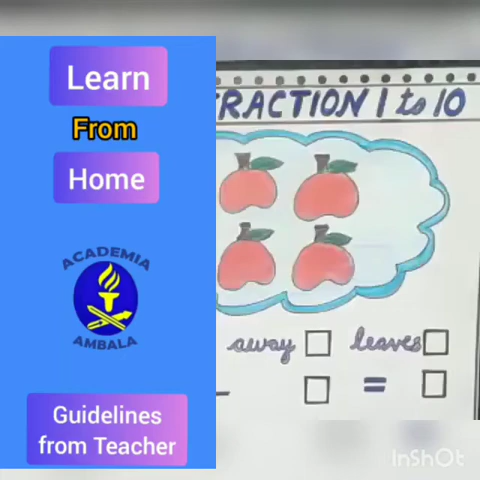 Learn
From
Home
ACADEMIA
AMBALA
Guidelines
from Teacher
RACTION 1 to 10
away leaves
=
InShOt